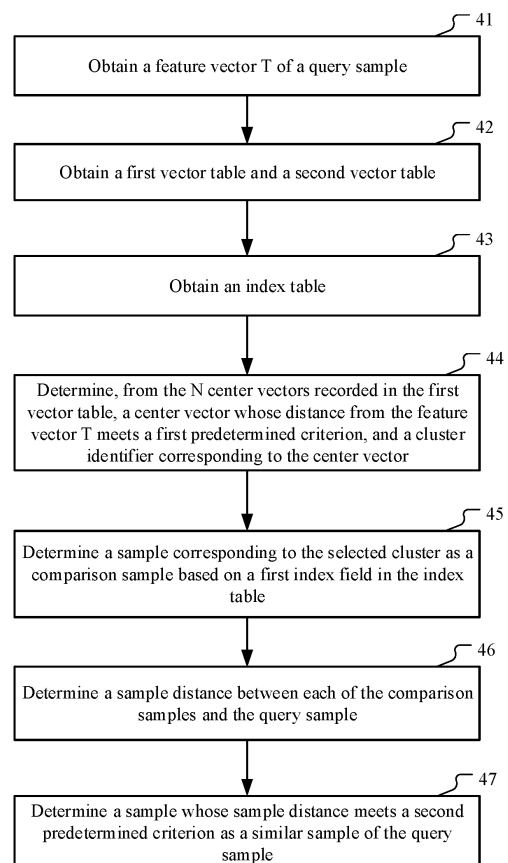 41
Obtain a feature vector T of a query sample
42
Obtain a first vector table and a second vector table
43
Obtain an index table
44
Determine, from the N center vectors recorded in the first
vector table, a center vector whose distance from the feature
vector T meets a first predetermined criterion, and a cluster
identifier corresponding to the center vector
45
Determine a sample corresponding to the selected cluster as a
comparison sample based on a first index field in the index
table
46
Determine a sample distance between each of the comparison
samples and the query sample
47
Determine a sample whose sample distance meets a second
predetermined criterion as a similar sample of the query
sample